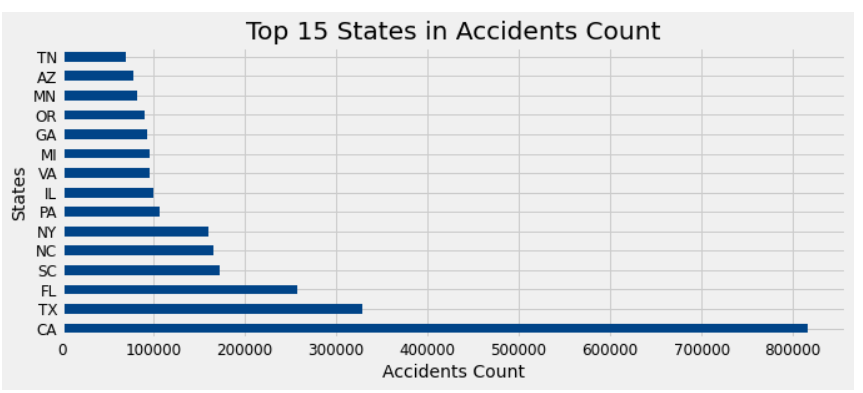 Top 15 States in Accidents Count
TN
AZ
MN
OR
GA
MI
VA
IL
PA
NY
NC
SC
FL
TX
CA
States
0 100000 200000 300000 400000 500000 600000 700000 800000
Accidents Count